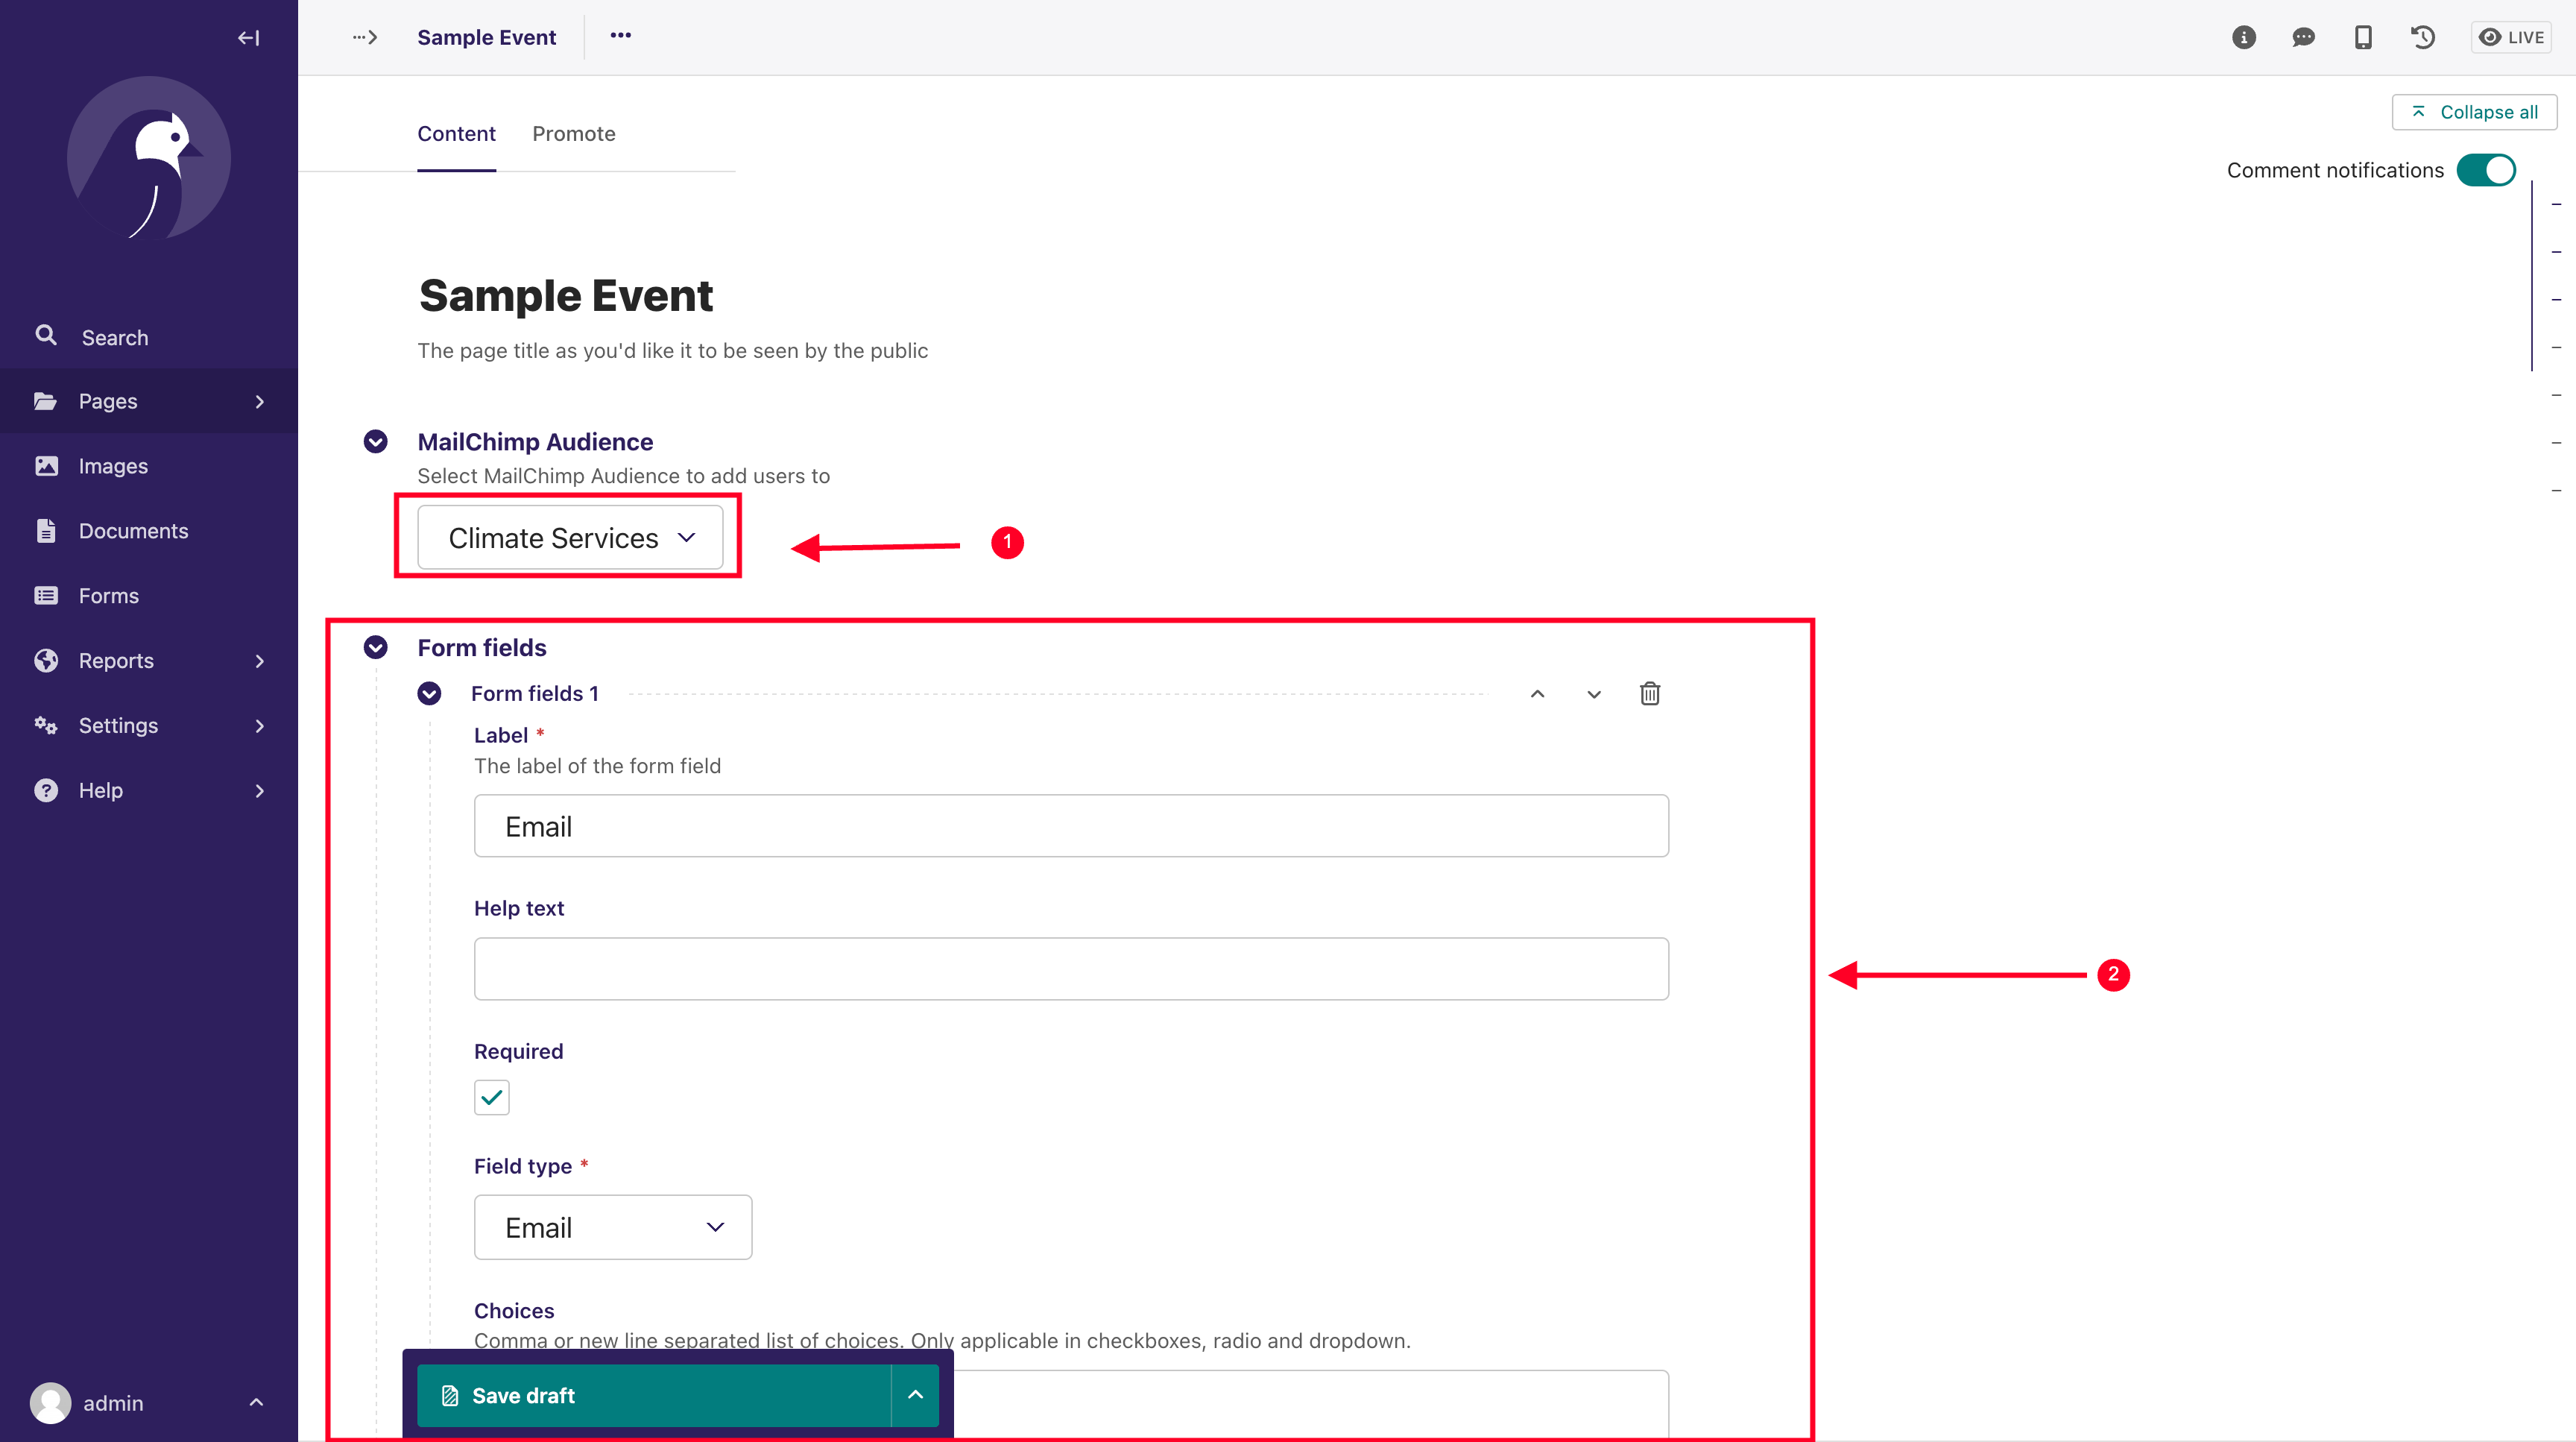 Sample Event
LIVE
Content
Promote
Collapse all
Comment notifications
Sample Event
The page title as you'd like it to be seen by the public
Search
Pages
Images
Documents
Forms
Reports
Settings
Help
MailChimp Audience
Select MailChimp Audience to add users to
Climate Services
1
Form fields
Form fields 1
Label *
The label of the form field
Email
Help text
2
Required
Field type *
Email
Choices
Comma or new line separated list of choices. Only applicable in checkboxes, radio and dropdown.
Save draft
admin